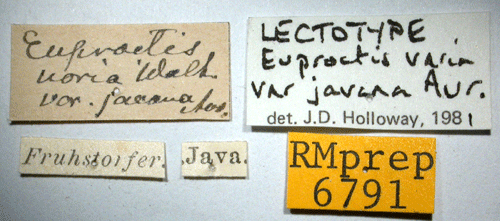 Euproctis
varia Walk
var. javana Aur.
LECTOTYPE
Euproctis varia
var javana Aur.
det. J.D. Holloway, 1981
Fruhstorfer.
Java.
RMprep
6791